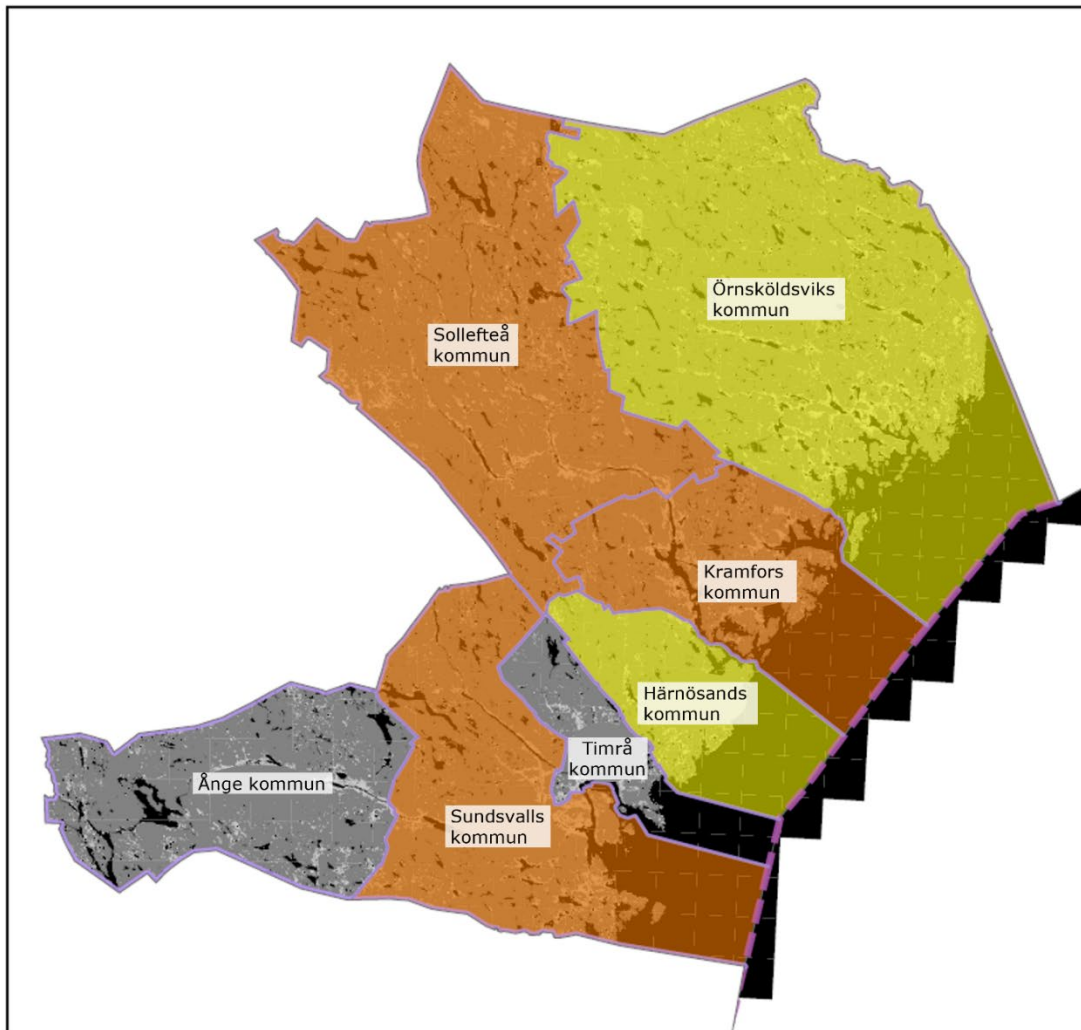 Örnsköldsviks
kommun
Sollefteå
kommun
Kramfors
kommun
Härnösands
kommun
Timrå
kommun
Ånge kommun
Sundsvalls
kommun